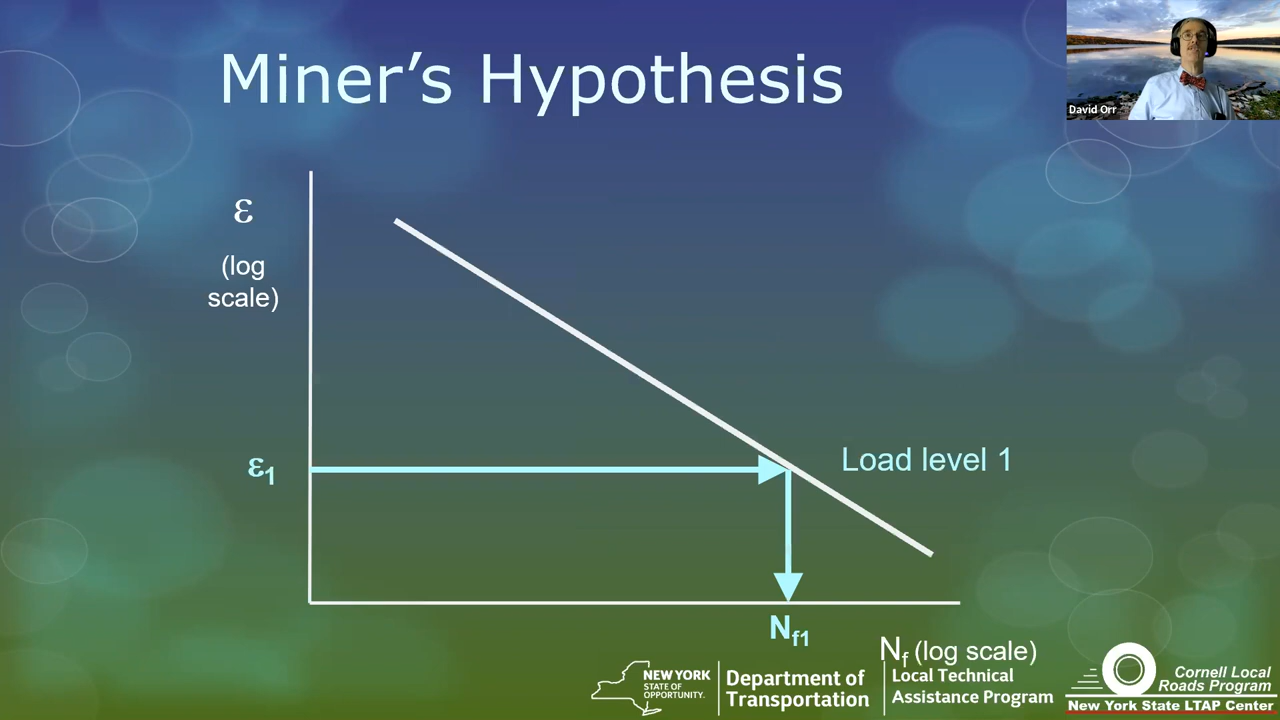 Miner's Hypothesis
David Orr
ε
(log
scale)
ε1
Load level 1
Nf1
Nf (log scale)
NEW YORK
STATE OF
OPPORTUNITY.
Department of
Transportation
Local Technical
Assistance Program
Cornell Local
Roads Program
New York State LTAP Center